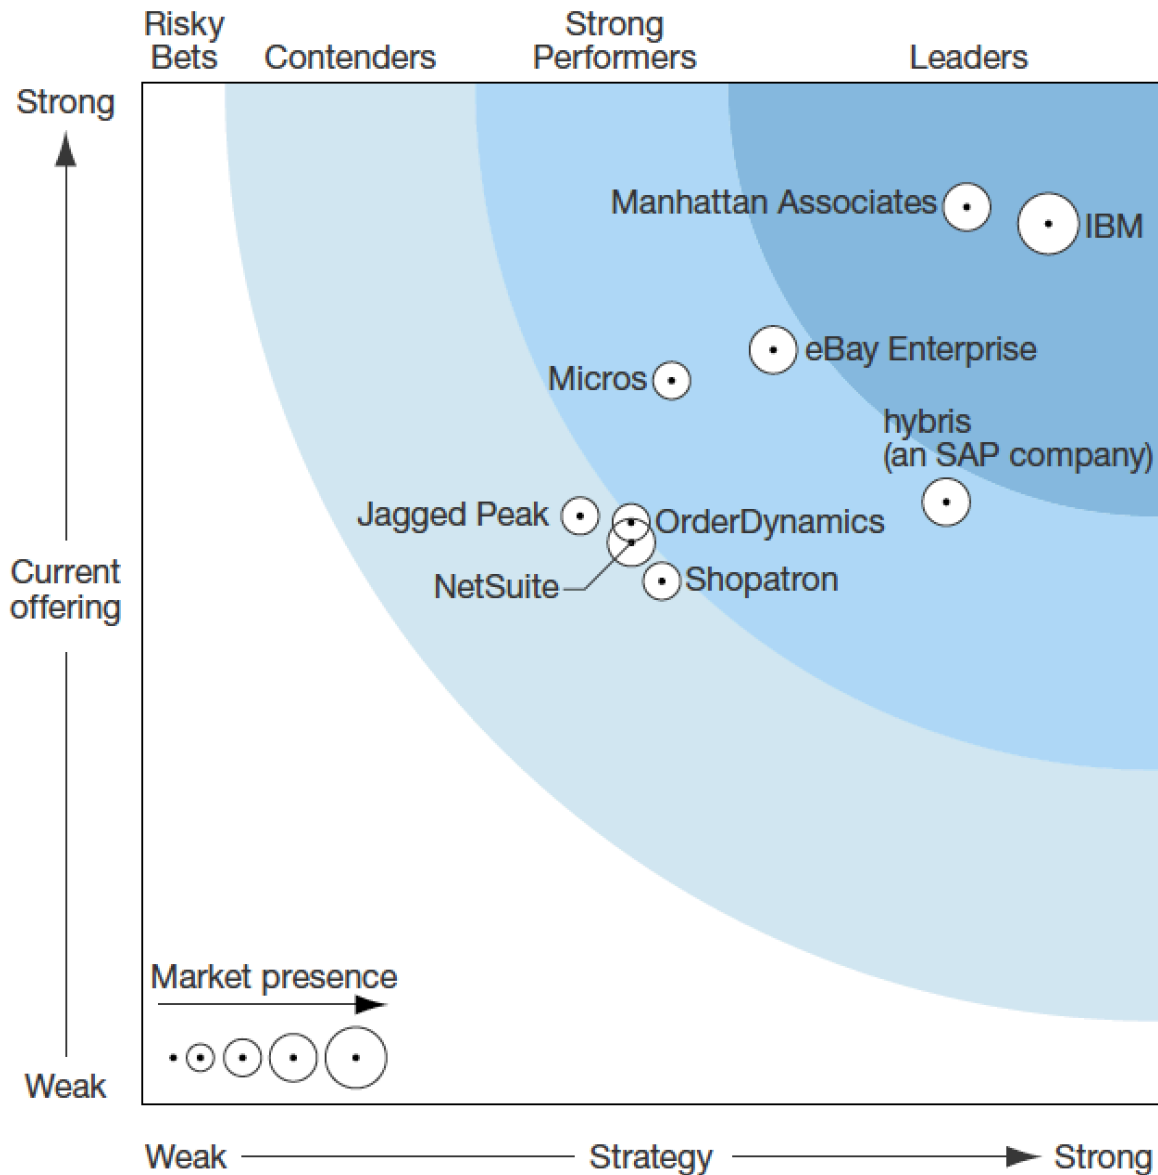 Risky
Bets
Contenders
Strong
Performers
Leaders
Strong
Manhattan Associates
IBM
eBay Enterprise
Micros
hybris
(an SAP company)
Jagged Peak
OrderDynamics
NetSuite
Shopatron
Current
offering
Market presence
Weak
Weak
Strategy
Strong